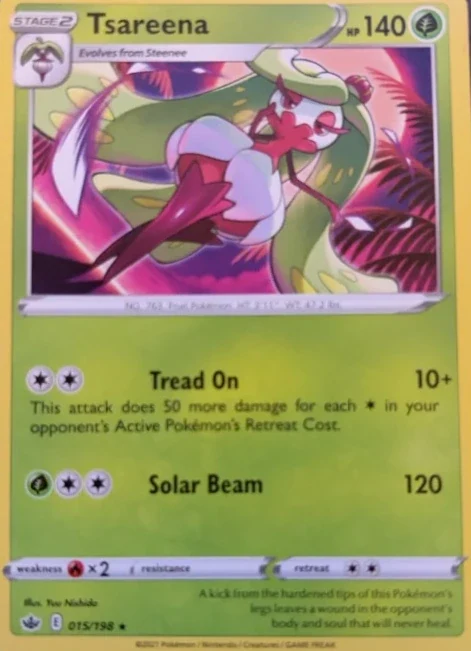 STAGE 2
Tsareena
HP 140
Evolves from Steenee
NO. 763 Fruit Pokémon HT: 3'11" WT: 47.2 lbs.
Tread On 10+
This attack does 50 more damage for each ✶ in your
opponent's Active Pokémon's Retreat Cost.
Solar Beam 120
weakness ×2 resistance retreat
Illus. Yuu Nishida
A kick from the hardened tips of this Pokémon's
legs leaves a wound in the opponent's
body and soul that will never heal.
E 015/198 ★
©2021 Pokémon / Nintendo / Creatures / GAME FREAK